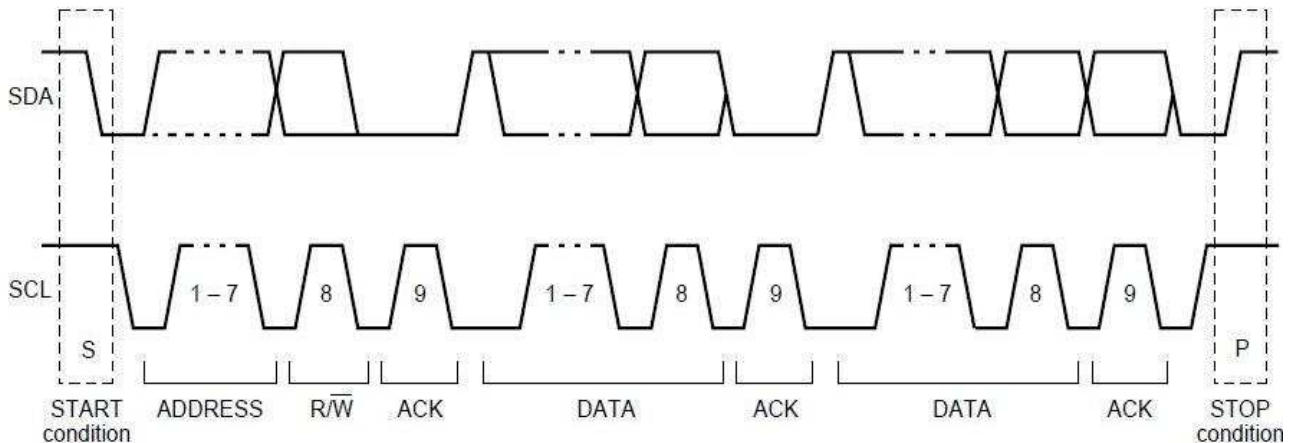 SDA
SCL
1 – 7 8 9 1 – 7 8 9 1 – 7 8 9
S P
START ADDRESS R/W̅ ACK DATA ACK DATA ACK STOP
condition condition